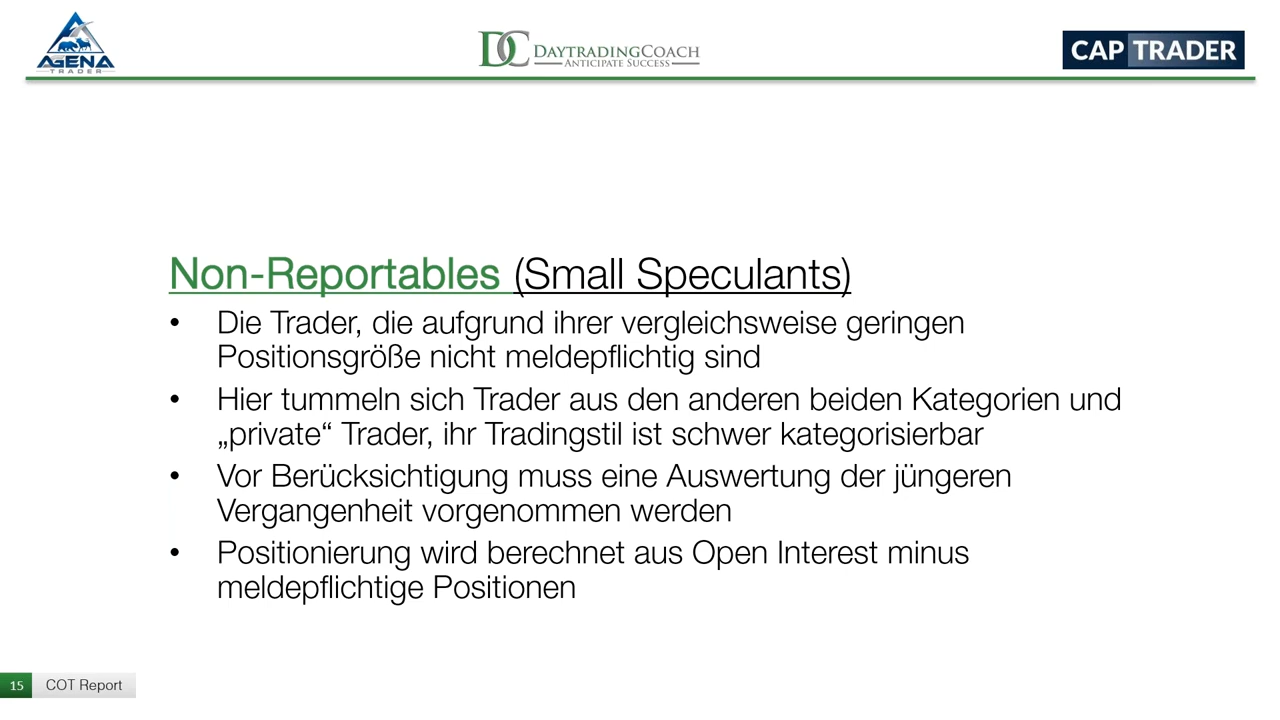 AGENA
TRADER
DC DAYTRADINGCOACH
ANTICIPATE SUCCESS
CAP TRADER
Non-Reportables (Small Speculants)
• Die Trader, die aufgrund ihrer vergleichsweise geringen
Positionsgröße nicht meldepflichtig sind
• Hier tummeln sich Trader aus den anderen beiden Kategorien und
„private“ Trader, ihr Tradingstil ist schwer kategorisierbar
• Vor Berücksichtigung muss eine Auswertung der jüngeren
Vergangenheit vorgenommen werden
• Positionierung wird berechnet aus Open Interest minus
meldepflichtige Positionen
15 COT Report